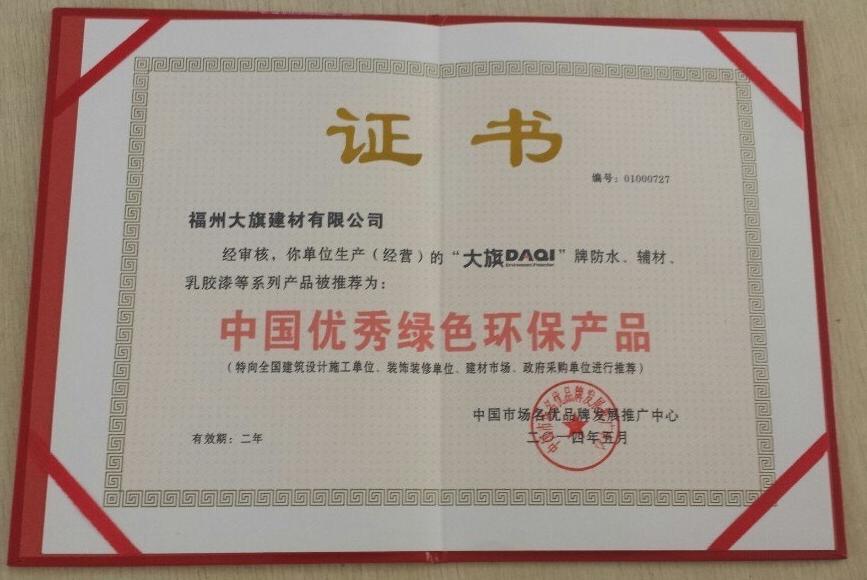 证书
编号：01000727
福州大旗建材有限公司
经审核，你单位生产（经营）的“大旗DAQI”牌防水、辅材、
乳胶漆等系列产品被推荐为：
中国优秀绿色环保产品
（特向全国建筑设计施工单位、装饰装修单位、建材市场、政府采购单位进行推荐）
中国市场名优品牌发展推广中心
有效期：二年
二〇一四年五月